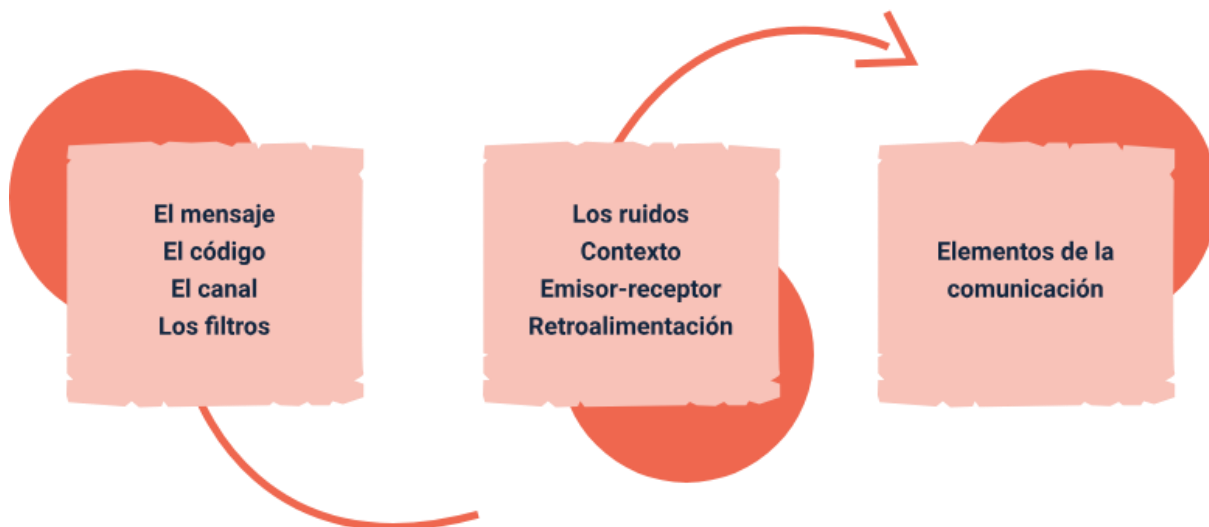 El mensaje
El código
El canal
Los filtros
Los ruidos
Contexto
Emisor-receptor
Retroalimentación
Elementos de la
comunicación